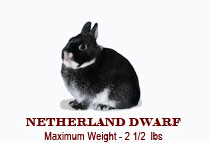 NETHERLAND DWARF
Maximum Weight - 2 1/2 lbs